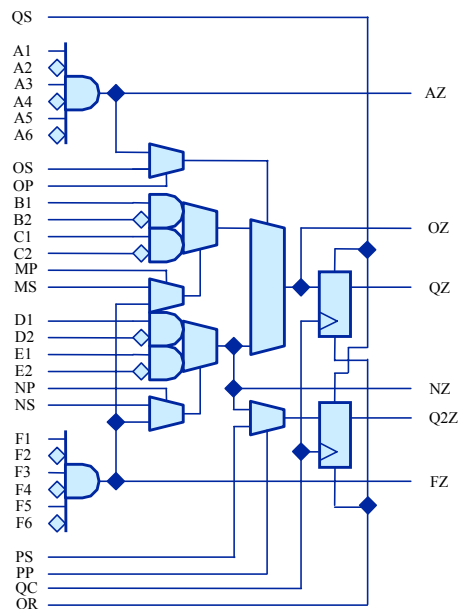 QS
A1
A2
A3
A4
A5
A6
AZ
OS
OP
B1
B2
C1
C2
MP
MS
OZ
QZ
D1
D2
E1
E2
NP
NS
NZ
Q2Z
F1
F2
F3
F4
F5
F6
FZ
PS
PP
QC
QR